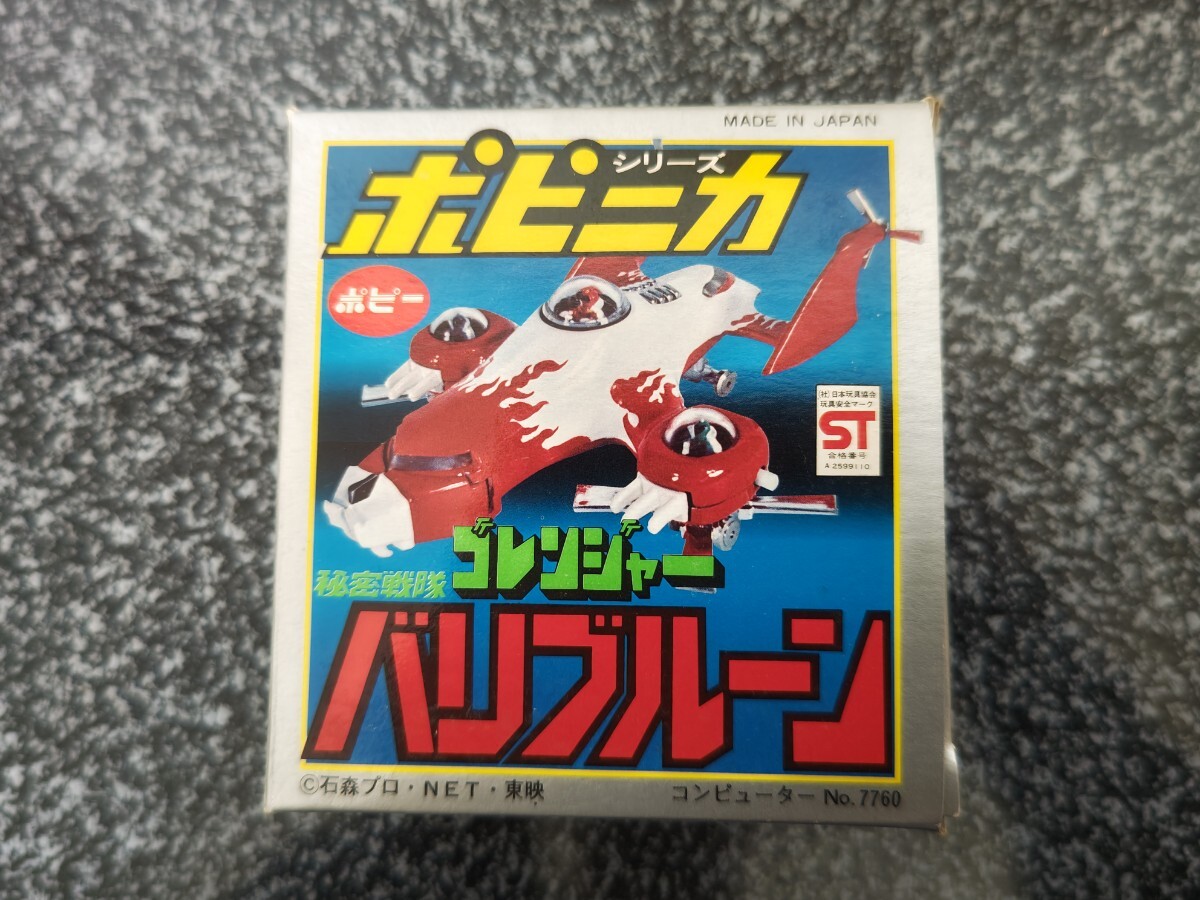 MADE IN JAPAN
ポピニカ
シリーズ
ポピー
(社)日本玩具協会
玩具安全マーク
ST
合格番号
A2599110
秘密戦隊 ゴレンジャー
バリブルーン
©石森プロ・NET・東映
コンピューター No.7760